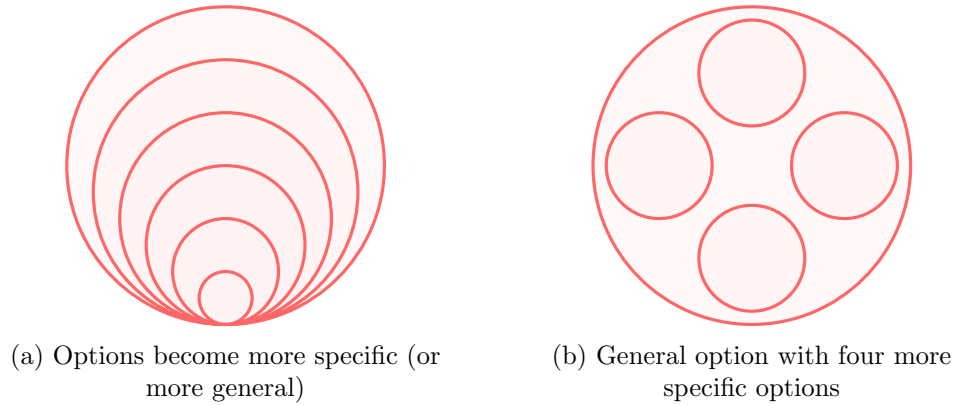 (a) Options become more specific (or
more general)
(b) General option with four more
specific options